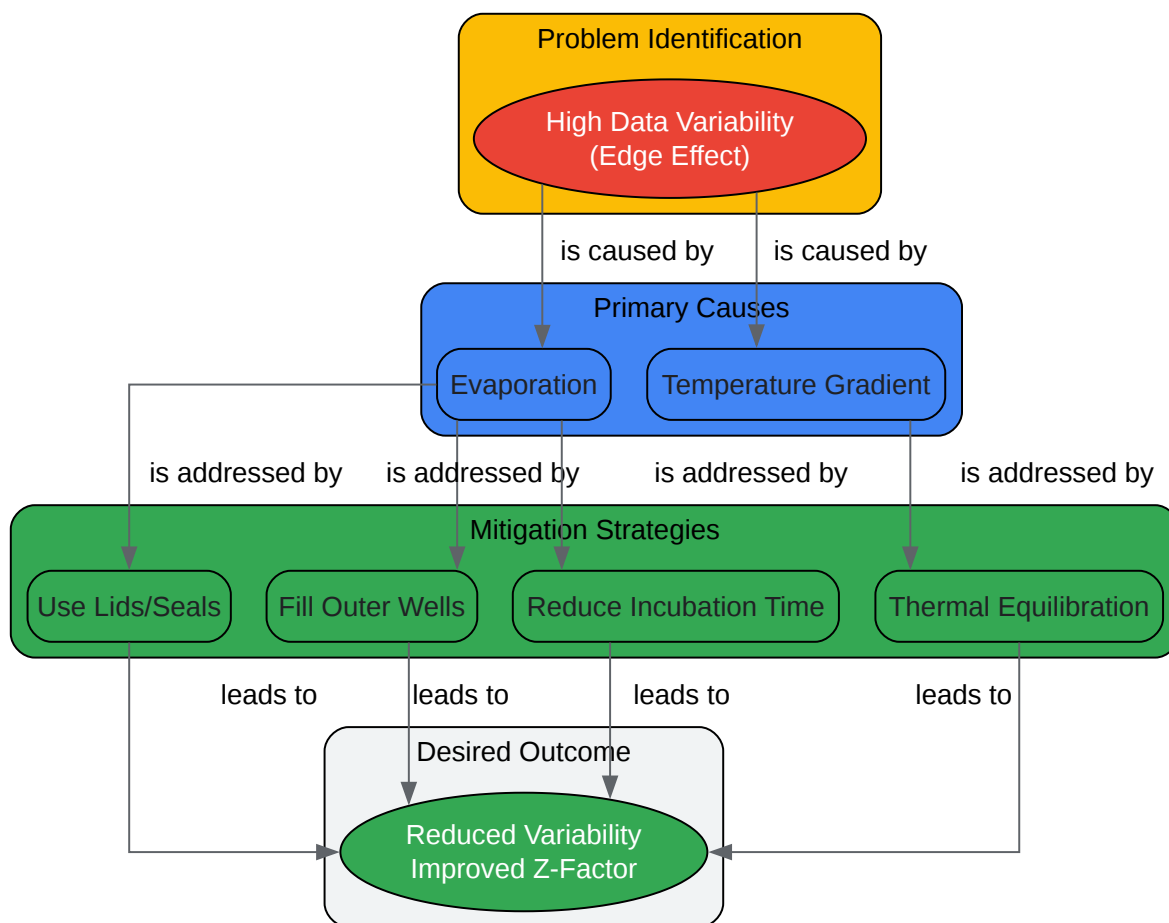 Problem Identification
High Data Variability
(Edge Effect)
is caused by
is caused by
Primary Causes
Evaporation
Temperature Gradient
is addressed by
is addressed by
is addressed by
is addressed by
Mitigation Strategies
Use Lids/Seals
Fill Outer Wells
Reduce Incubation Time
Thermal Equilibration
leads to
leads to
leads to
leads to
Desired Outcome
Reduced Variability
Improved Z-Factor